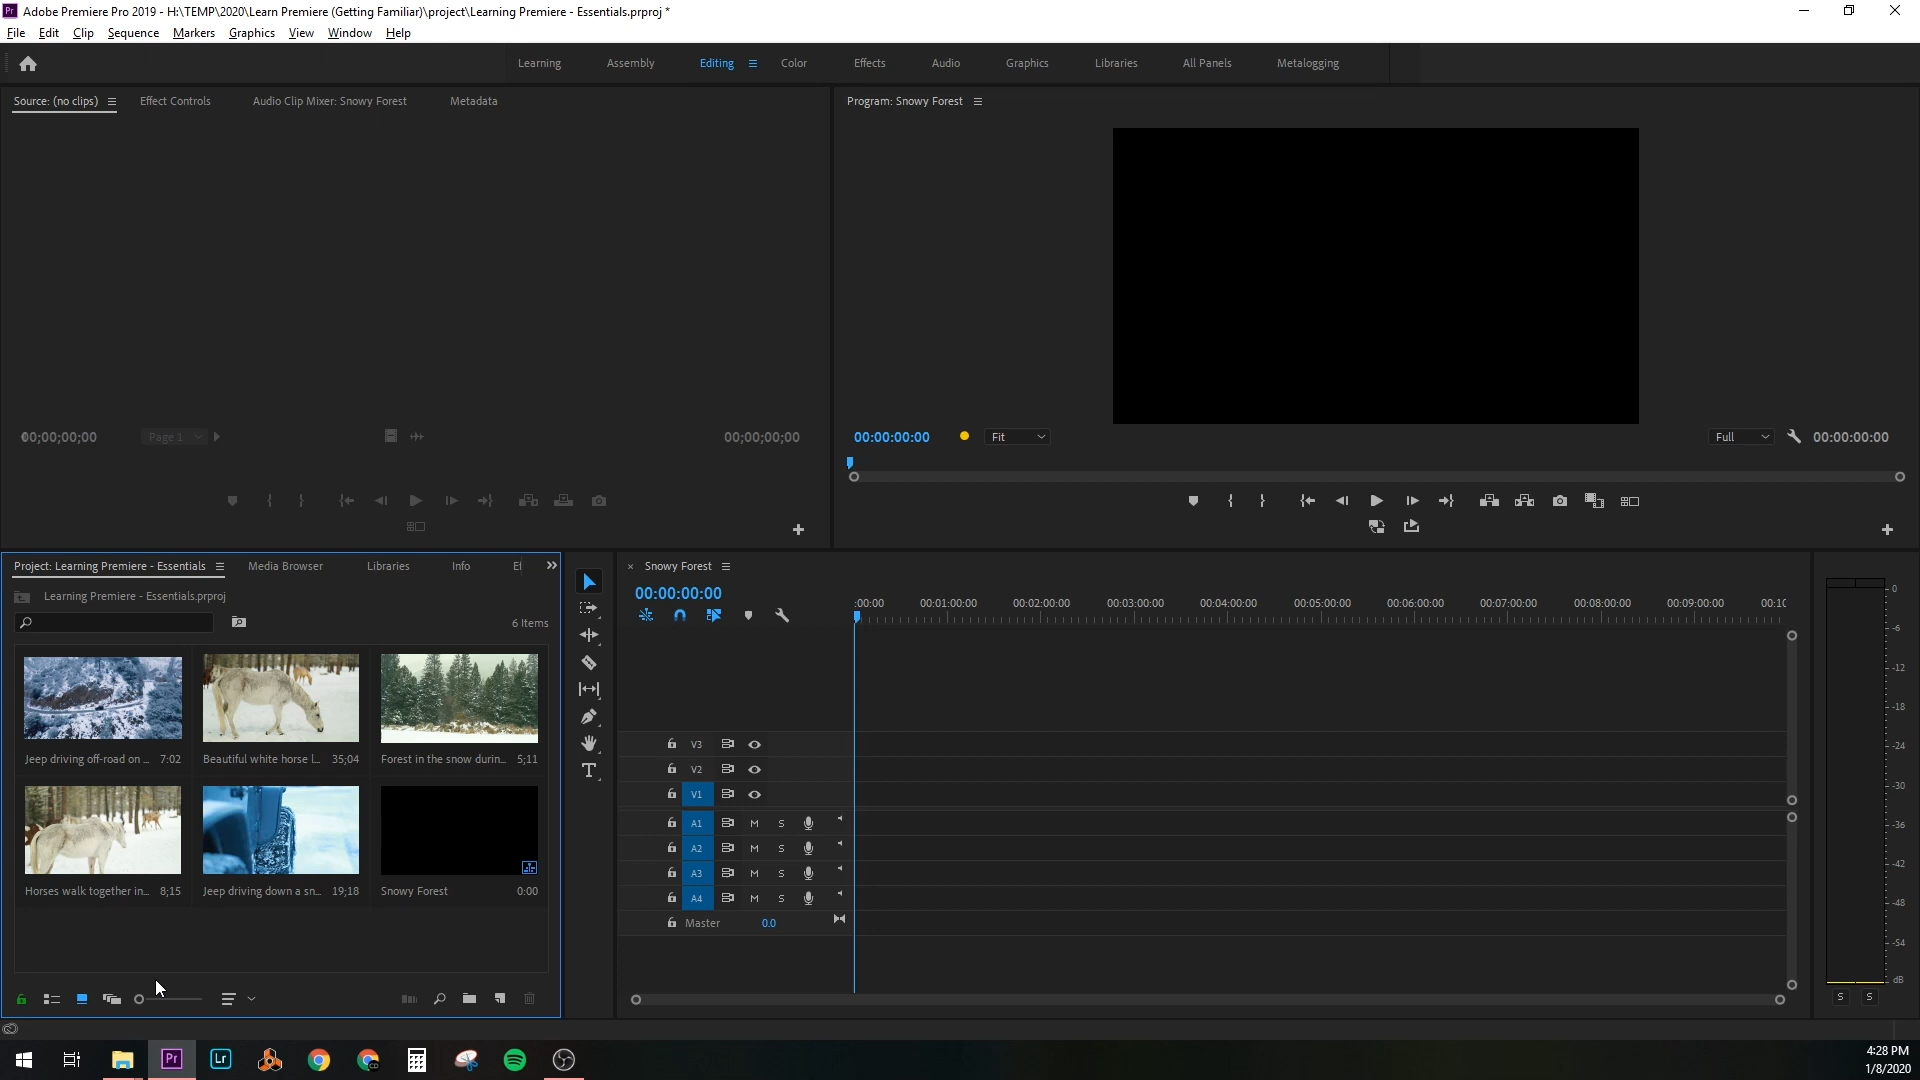 Pr Adobe Premiere Pro 2019 - H:\TEMP\2020\Learn Premiere (Getting Familiar)\project\Learning Premiere - Essentials.prproj *
File Edit Clip Sequence Markers Graphics View Window Help
Learning Assembly Editing Color Effects Audio Graphics Libraries All Panels Metalogging
Source: (no clips) Effect Controls Audio Clip Mixer: Snowy Forest Metadata
Program: Snowy Forest
00;00;00;00 Page 1 00;00;00;00
00:00:00:00 Fit Full 00:00:00:00
Project: Learning Premiere - Essentials Media Browser Libraries Info
Learning Premiere - Essentials.prproj
6 Items
Jeep driving off-road on ... 7:02 Beautiful white horse l... 35;04 Forest in the snow durin... 5;11
Horses walk together in... 8;15 Jeep driving down a sn... 19;18 Snowy Forest 0:00
× Snowy Forest
00:00:00:00
:00:00 00:01:00:00 00:02:00:00 00:03:00:00 00:04:00:00 00:05:00:00 00:06:00:00 00:07:00:00 00:08:00:00 00:09:00:00 00:10
V3
V2
V1
A1 M S
A2 M S
A3 M S
A4 M S
Master 0.0
0
-6
-12
-18
-24
-30
-36
-42
-48
-54
dB
S S
Pr Lr
4:28 PM
1/8/2020